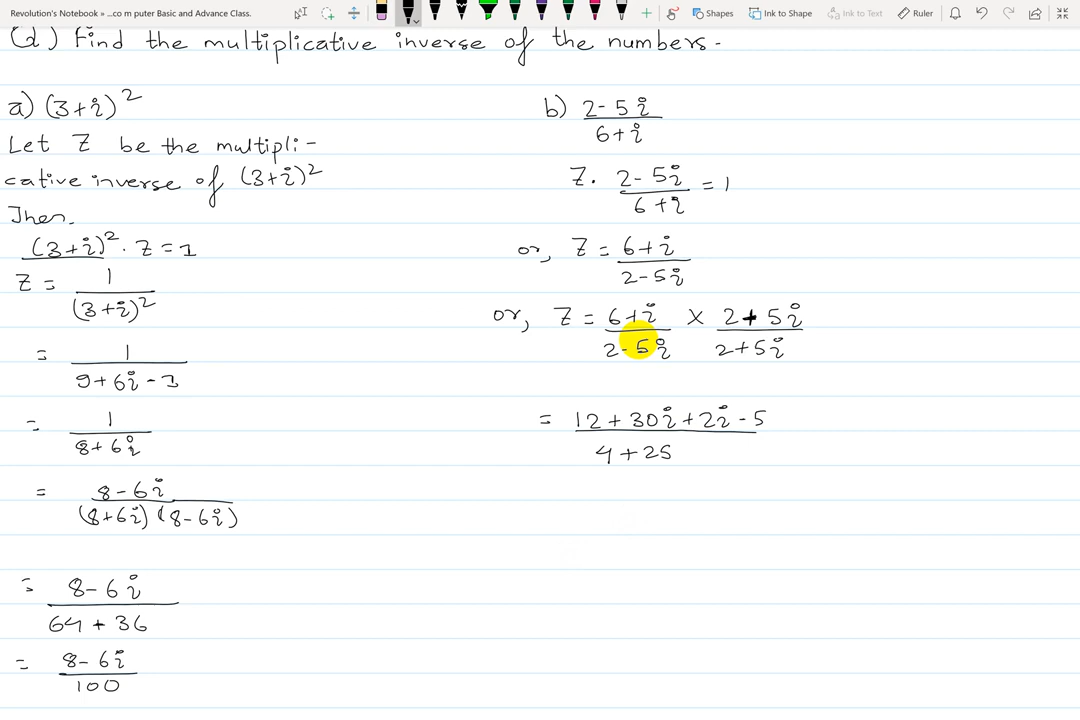 Revolution's Notebook » ...co m puter Basic and Advance Class.
Shapes
Ink to Shape
Ink to Text
Ruler
(d) Find the multiplicative inverse of the numbers.
a) (3+i)²
Let Z be the multipli-
cative inverse of (3+i)²
Then.
(3+i)² . Z = 1
Z = 1/(3+i)²
= 1/(9+6i-1)
= 1/(8+6i)
= (8-6i)/((8+6i)(8-6i))
= (8-6i)/(64+36)
= (8-6i)/100
b) (2-5i)/(6+i)
Z. (2-5i)/(6+i) = 1
or, Z = (6+i)/(2-5i)
or, Z = (6+i)/(2-5i) × (2+5i)/(2+5i)
= (12+30i+2i-5)/(4+25)